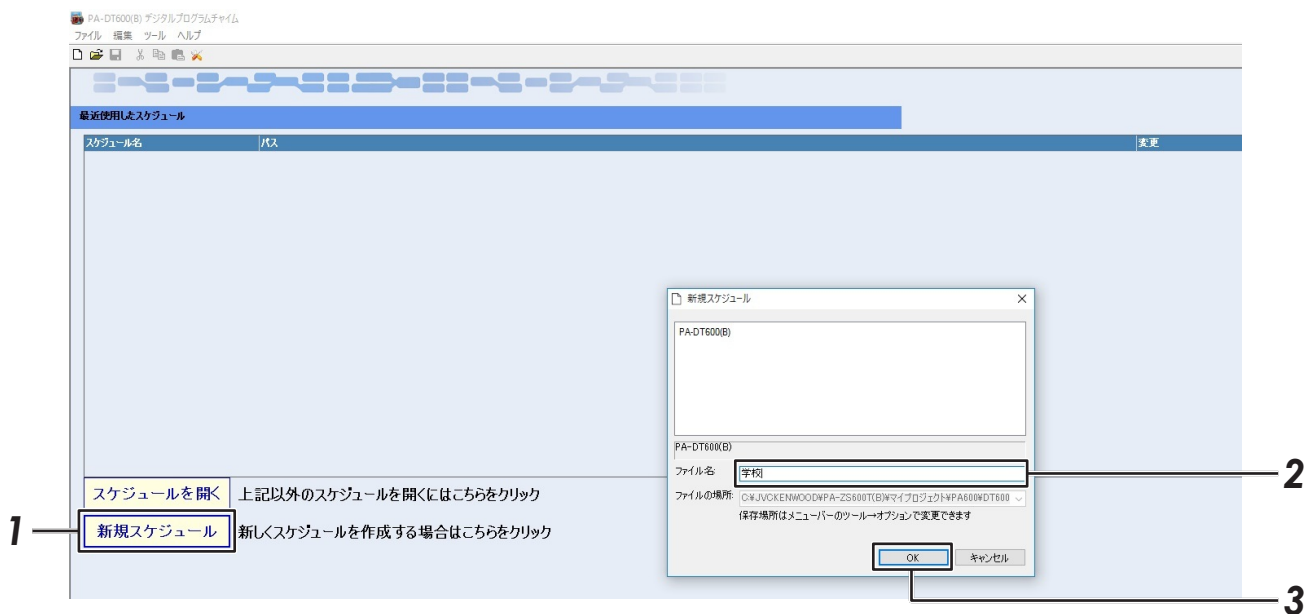 PA-DT600(B) デジタルプログラムチャイム
ファイル 編集 ツール ヘルプ
最近使用したスケジュール
スケジュール名 パス 変更
新規スケジュール
PA-DT600(B)
PA-DT600(B)
ファイル名: 学校
ファイルの場所: C:¥JVCKENWOOD¥PA-ZS600T(B)¥マイプロジェクト¥PA600¥DT600
保存場所はメニューバーのツール→オプションで変更できます
OK キャンセル
スケジュールを開く 上記以外のスケジュールを開くにはこちらをクリック
新規スケジュール 新しくスケジュールを作成する場合はこちらをクリック
1
2
3